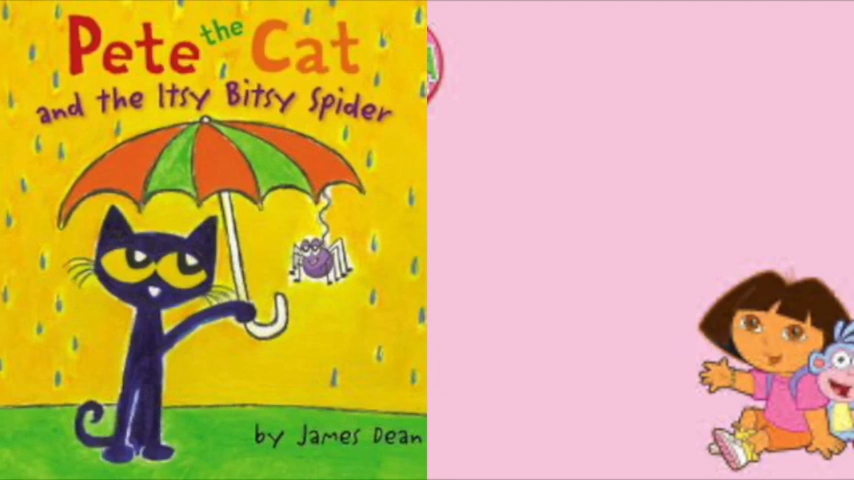 Pete the Cat
and the Itsy Bitsy Spider
by James Dean